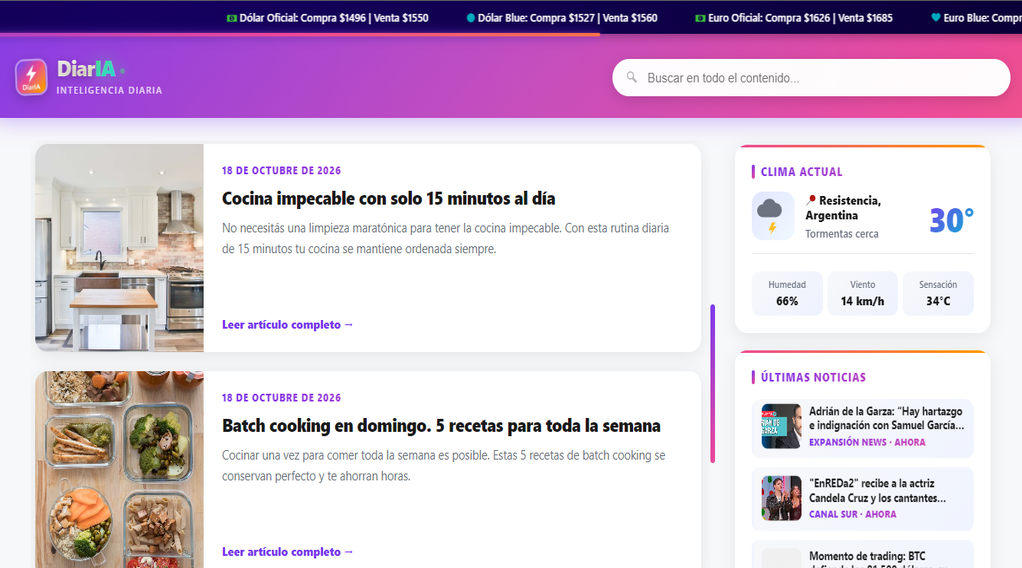 Dólar Oficial: Compra $1496 | Venta $1550
Dólar Blue: Compra $1527 | Venta $1560
Euro Oficial: Compra $1626 | Venta $1685
Euro Blue:
DiarIA
DiarIA
INTELIGENCIA DIARIA
Buscar en todo el contenido...
18 DE OCTUBRE DE 2026
Cocina impecable con solo 15 minutos al día
No necesitás una limpieza maratónica para tener la cocina impecable. Con esta rutina diaria
de 15 minutos tu cocina se mantiene ordenada siempre.
Leer artículo completo →
18 DE OCTUBRE DE 2026
Batch cooking en domingo. 5 recetas para toda la semana
Cocinar una vez para comer toda la semana es posible. Estas 5 recetas de batch cooking se
conservan perfecto y te ahorran horas.
Leer artículo completo →
CLIMA ACTUAL
Resistencia,
Argentina
Tormentas cerca
30°
Humedad
66%
Viento
14 km/h
Sensación
34°C
ÚLTIMAS NOTICIAS
Adrián de la Garza: "Hay hartazgo
e indignación con Samuel García...
EXPANSIÓN NEWS · AHORA
"EnREDa2" recibe a la actriz
Candela Cruz y los cantantes...
CANAL SUR · AHORA
Momento de trading: BTC